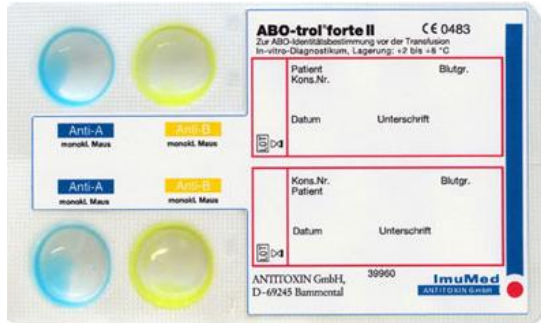 ABO-trol®forte II CE 0483
Zur ABO-Identitätsbestimmung vor der Transfusion
In-vitro-Diagnostikum, Lagerung: +2 bis +8 °C
Patient Blutgr.
Kons.Nr.
Datum Unterschrift
LOT
Anti-A Anti-B
monokl. Maus monokl. Maus
Anti-A Anti-B
monokl. Maus monokl. Maus
Kons.Nr. Blutgr.
Patient
Datum Unterschrift
LOT
ANTITOXIN GmbH,
D-69245 Bammental
39960
ImuMed
ANTITOXIN GmbH